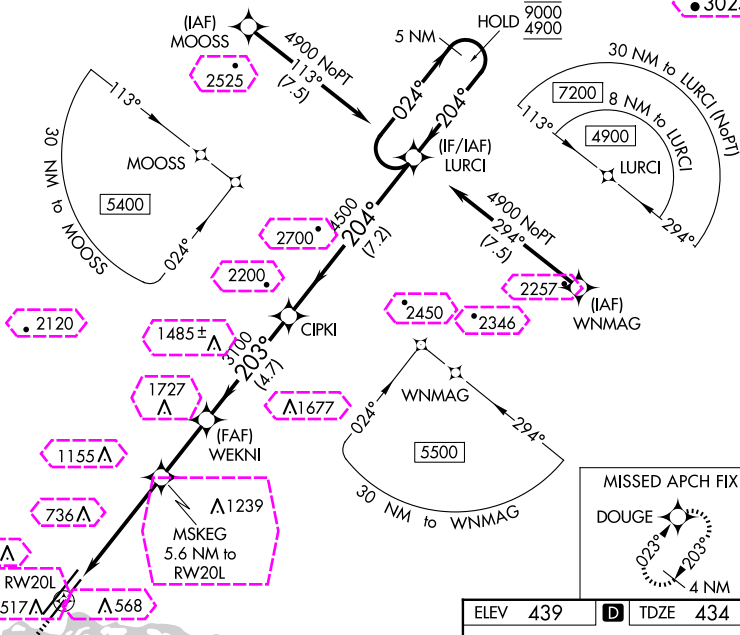 (IAF)
MOOSS
2525
4900 NoPT
113°
(7.5)
5 NM
HOLD
9000
4900
024°
204°
(IF/IAF)
LURCI
113°
MOOSS
5400
024°
30 NM to MOOSS
30 NM to LURCI (NoPT)
7200
8 NM to LURCI
4900
113°
LURCI
294°
4500
204°
(7.2)
2700
2200
4900 NoPT
294°
(7.5)
2257
(IAF)
WNMAG
2450
2346
2120
1485 ±
CIPKI
3100
203°
(4.7)
1727
1677
(FAF)
WEKNI
WNMAG
024°
294°
5500
30 NM to WNMAG
1155
736
1239
MSKEG
5.6 NM to
RW20L
RW20L
517
568
MISSED APCH FIX
DOUGE
023°
203°
4 NM
ELEV 439 D TDZE 434